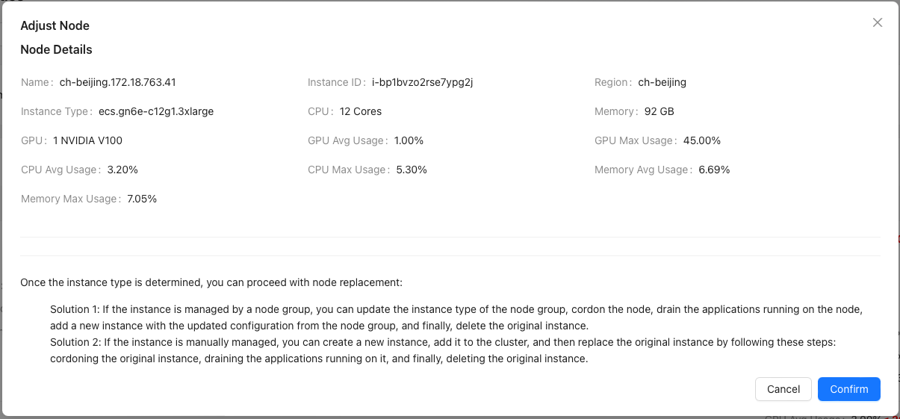 Adjust Node
Node Details
Name: ch-beijing.172.18.763.41 Instance ID: i-bp1bvzo2rse7ypg2j Region: ch-beijing
Instance Type: ecs.gn6e-c12g1.3xlarge CPU: 12 Cores Memory: 92 GB
GPU: 1 NVIDIA V100 GPU Avg Usage: 1.00% GPU Max Usage: 45.00%
CPU Avg Usage: 3.20% CPU Max Usage: 5.30% Memory Avg Usage: 6.69%
Memory Max Usage: 7.05%
Once the instance type is determined, you can proceed with node replacement:
Solution 1: If the instance is managed by a node group, you can update the instance type of the node group, cordon the node, drain the applications running on the node,
add a new instance with the updated configuration from the node group, and finally, delete the original instance.
Solution 2: If the instance is manually managed, you can create a new instance, add it to the cluster, and then replace the original instance by following these steps:
cordoning the original instance, draining the applications running on it, and finally, deleting the original instance.
Cancel Confirm